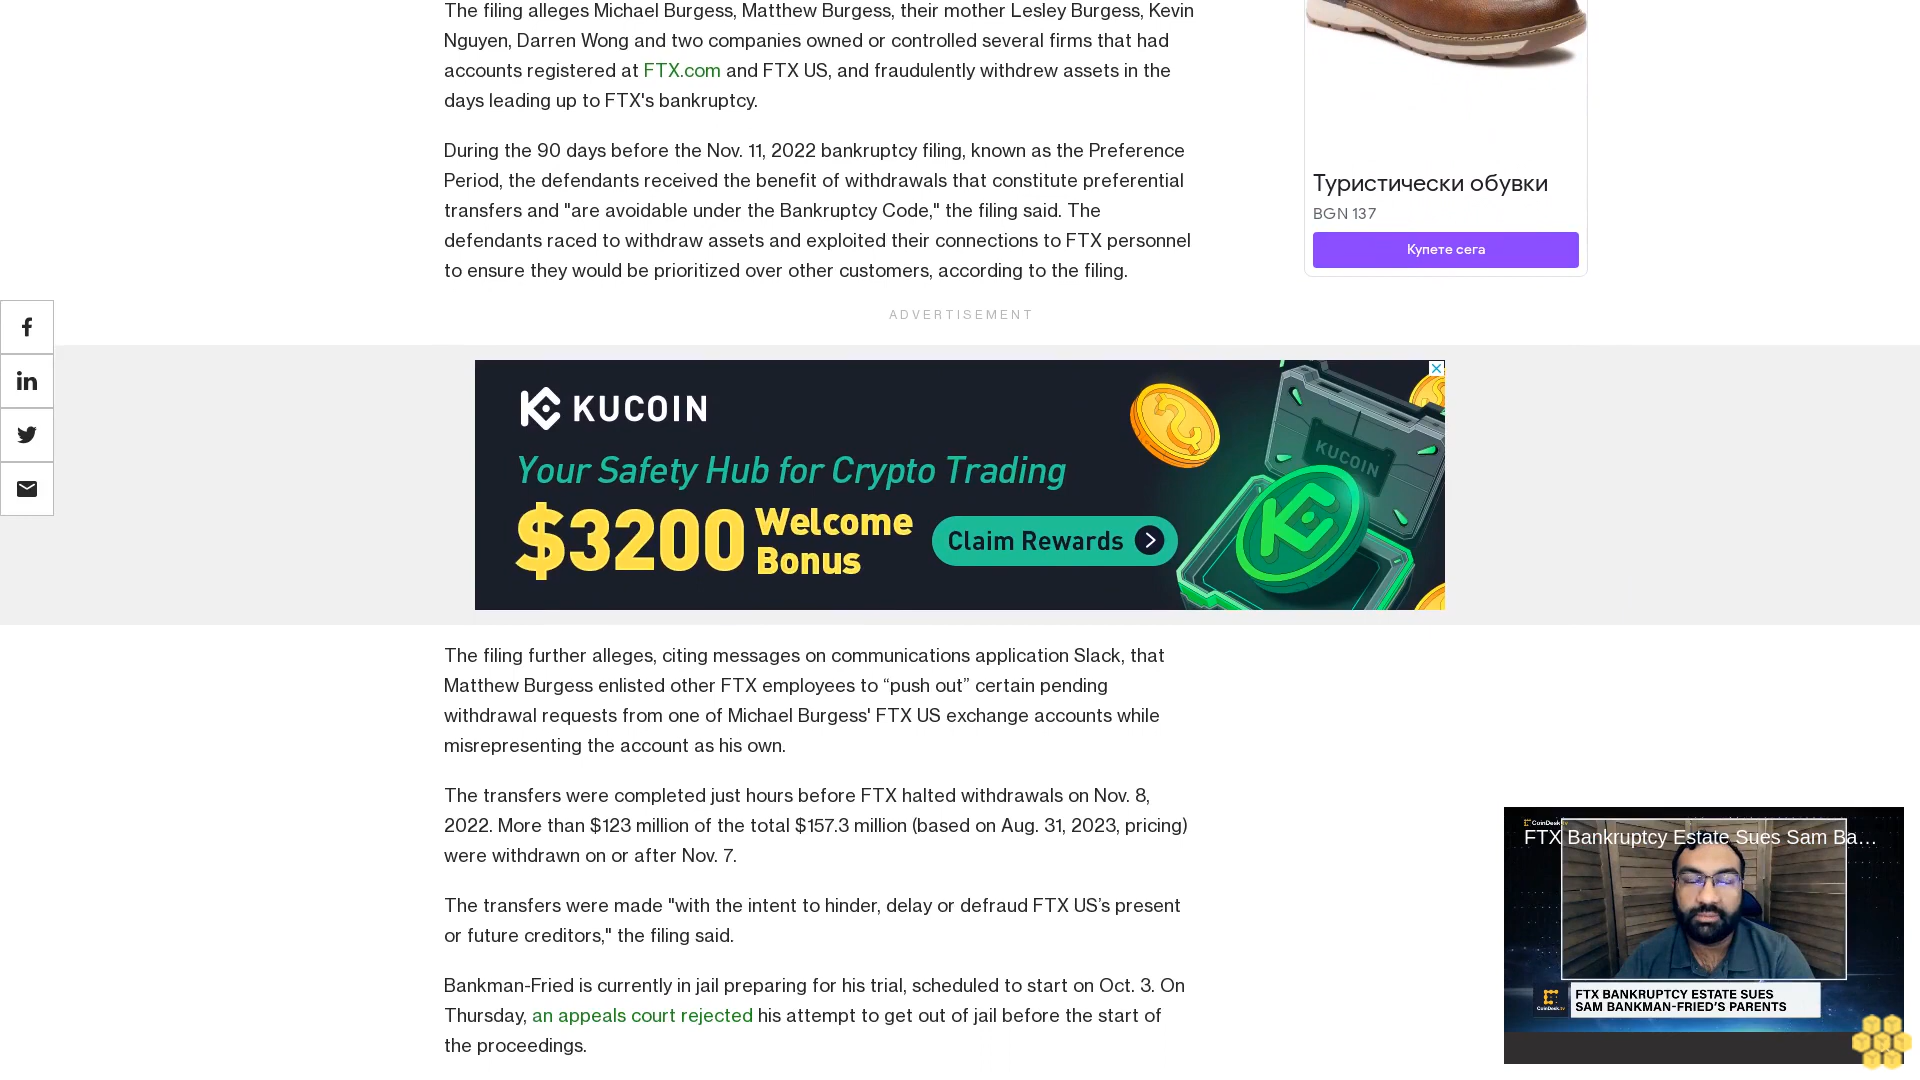 The filing alleges Michael Burgess, Matthew Burgess, their mother Lesley Burgess, Kevin
Nguyen, Darren Wong and two companies owned or controlled several firms that had
accounts registered at FTX.com and FTX US, and fraudulently withdrew assets in the
days leading up to FTX's bankruptcy.
During the 90 days before the Nov. 11, 2022 bankruptcy filing, known as the Preference
Period, the defendants received the benefit of withdrawals that constitute preferential
transfers and "are avoidable under the Bankruptcy Code," the filing said. The
defendants raced to withdraw assets and exploited their connections to FTX personnel
to ensure they would be prioritized over other customers, according to the filing.
Туристически обувки
BGN 137
Купете сега
ADVERTISEMENT
KUCOIN
Your Safety Hub for Crypto Trading
$3200 Welcome
Bonus
Claim Rewards
KUCOIN
The filing further alleges, citing messages on communications application Slack, that
Matthew Burgess enlisted other FTX employees to “push out” certain pending
withdrawal requests from one of Michael Burgess' FTX US exchange accounts while
misrepresenting the account as his own.
The transfers were completed just hours before FTX halted withdrawals on Nov. 8,
2022. More than $123 million of the total $157.3 million (based on Aug. 31, 2023, pricing)
were withdrawn on or after Nov. 7.
The transfers were made "with the intent to hinder, delay or defraud FTX US’s present
or future creditors," the filing said.
Bankman-Fried is currently in jail preparing for his trial, scheduled to start on Oct. 3. On
Thursday, an appeals court rejected his attempt to get out of jail before the start of
the proceedings.
CoinDesk tv
FTX Bankruptcy Estate Sues Sam Ba...
FTX BANKRUPTCY ESTATE SUES
SAM BANKMAN-FRIED'S PARENTS
CoinDesk tv